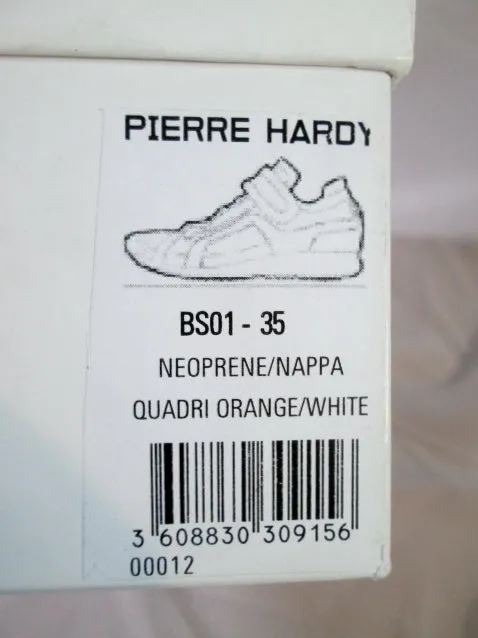 PIERRE HARDY
BS01 - 35
NEOPRENE/NAPPA
QUADRI ORANGE/WHITE
3 608830 309156
00012